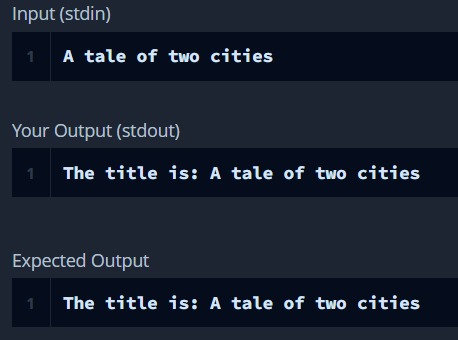 Input (stdin)
1 A tale of two cities
Your Output (stdout)
1 The title is: A tale of two cities
Expected Output
1 The title is: A tale of two cities